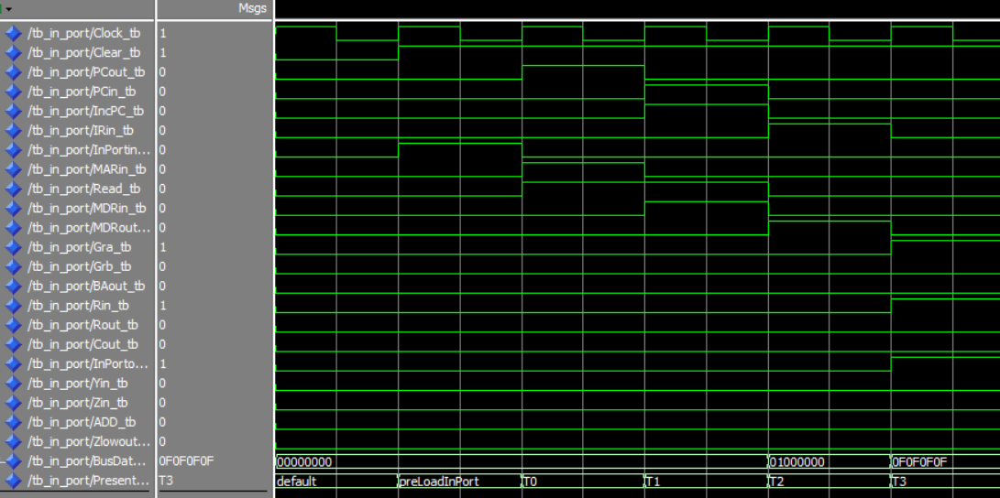 Msgs
/tb_in_port/Clock_tb 1
/tb_in_port/Clear_tb 1
/tb_in_port/PCout_tb 0
/tb_in_port/PCin_tb 0
/tb_in_port/IncPC_tb 0
/tb_in_port/IRin_tb 0
/tb_in_port/InPortin... 0
/tb_in_port/MARin_tb 0
/tb_in_port/Read_tb 0
/tb_in_port/MDRin_tb 0
/tb_in_port/MDRout... 0
/tb_in_port/Gra_tb 1
/tb_in_port/Grb_tb 0
/tb_in_port/BAout_tb 0
/tb_in_port/Rin_tb 1
/tb_in_port/Rout_tb 0
/tb_in_port/Cout_tb 0
/tb_in_port/InPorto... 1
/tb_in_port/Yin_tb 0
/tb_in_port/Zin_tb 0
/tb_in_port/ADD_tb 0
/tb_in_port/Zlowout... 0
/tb_in_port/BusDat... 0F0F0F0F 00000000 01000000 0F0F0F0F
/tb_in_port/Present... T3 default preLoadInPort T0 T1 T2 T3